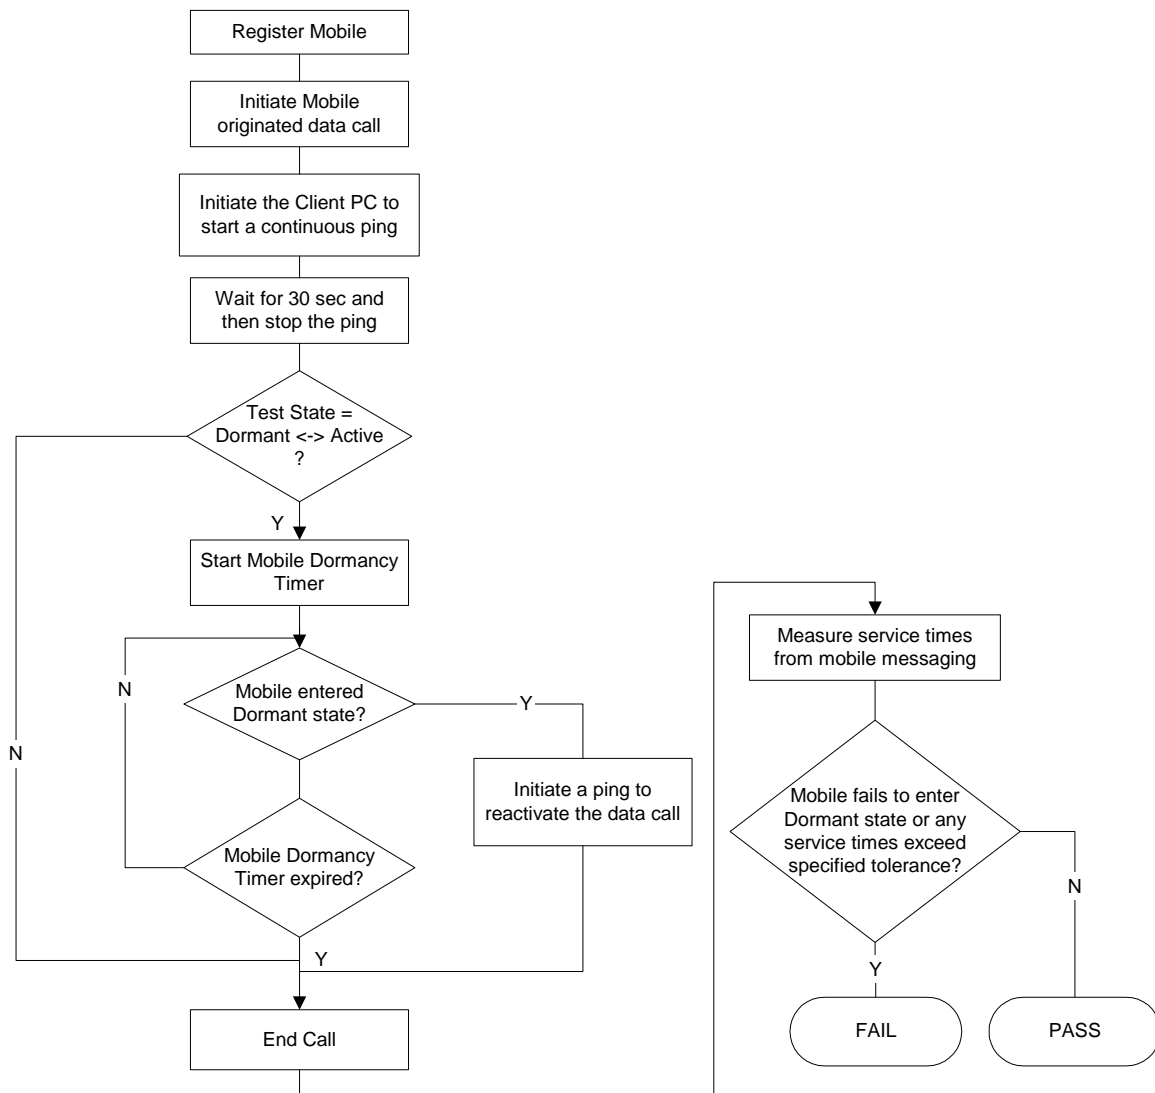 Register Mobile
Initiate Mobile
originated data call
Initiate the Client PC to
start a continuous ping
Wait for 30 sec and
then stop the ping
Test State =
Dormant <-> Active
?
Y
N
Start Mobile Dormancy
Timer
Mobile entered
Dormant state?
N
Y
Initiate a ping to
reactivate the data call
Mobile Dormancy
Timer expired?
Y
End Call
Measure service times
from mobile messaging
Mobile fails to enter
Dormant state or any
service times exceed
specified tolerance?
N
Y
FAIL
PASS